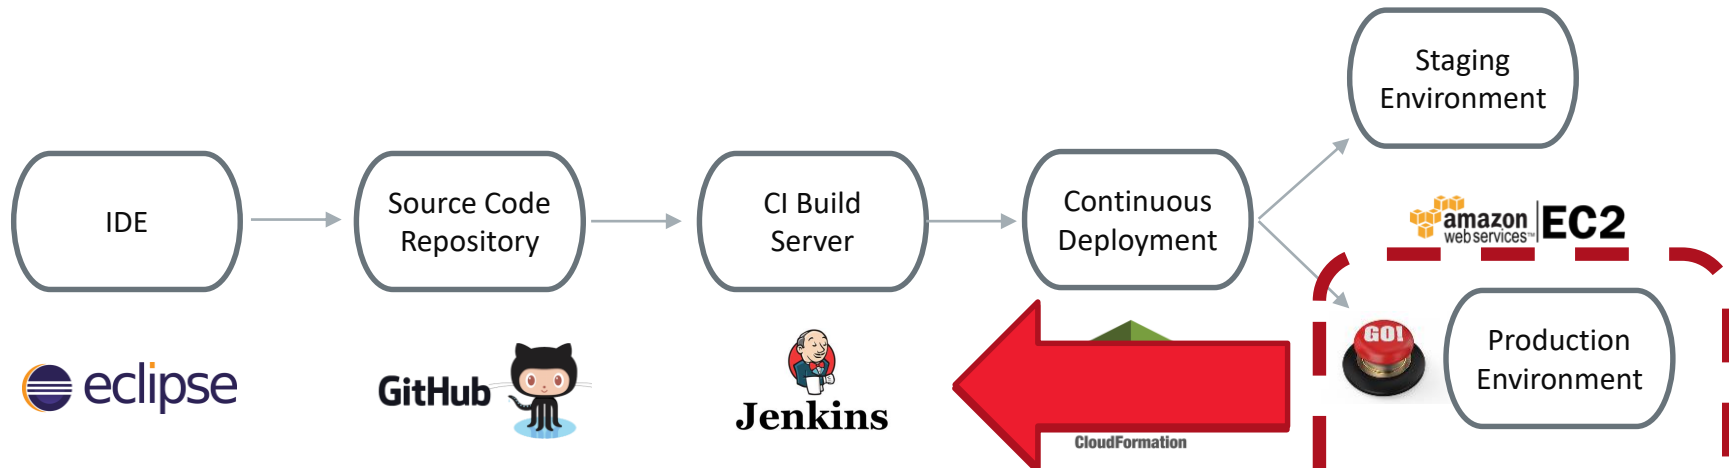 Staging
Environment
IDE
Source Code
Repository
CI Build
Server
Continuous
Deployment
amazon
webservices™
EC2
GO!
Production
Environment
eclipse
GitHub
Jenkins
CloudFormation